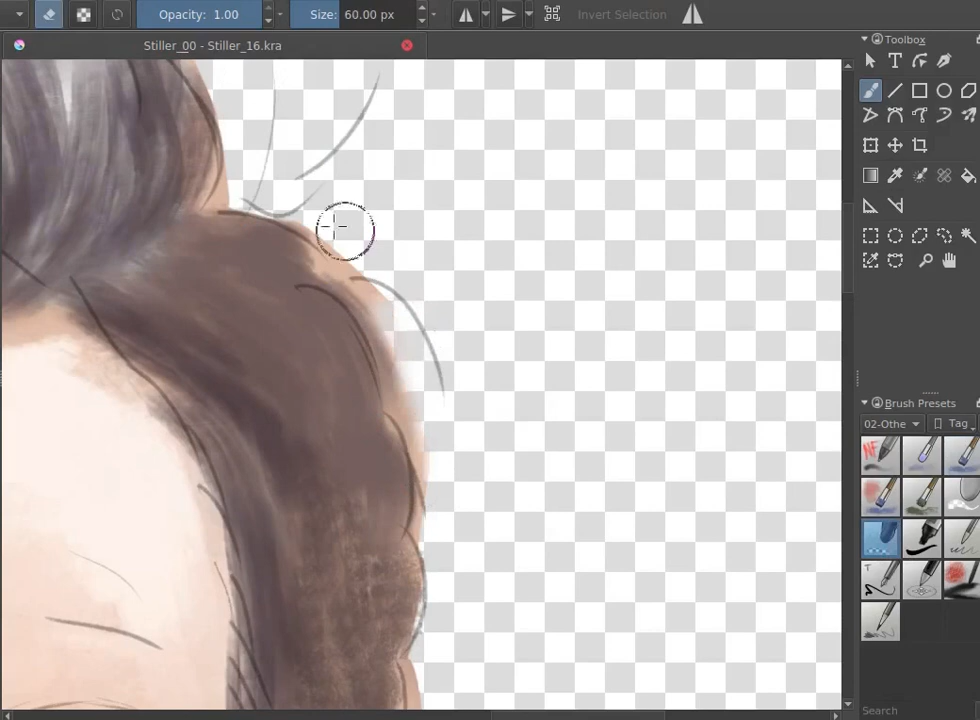 Opacity: 1.00
Size: 60.00 px
Invert Selection
Stiller_00 - Stiller_16.kra
Toolbox
Brush Presets
02-Othe
Tag
Search